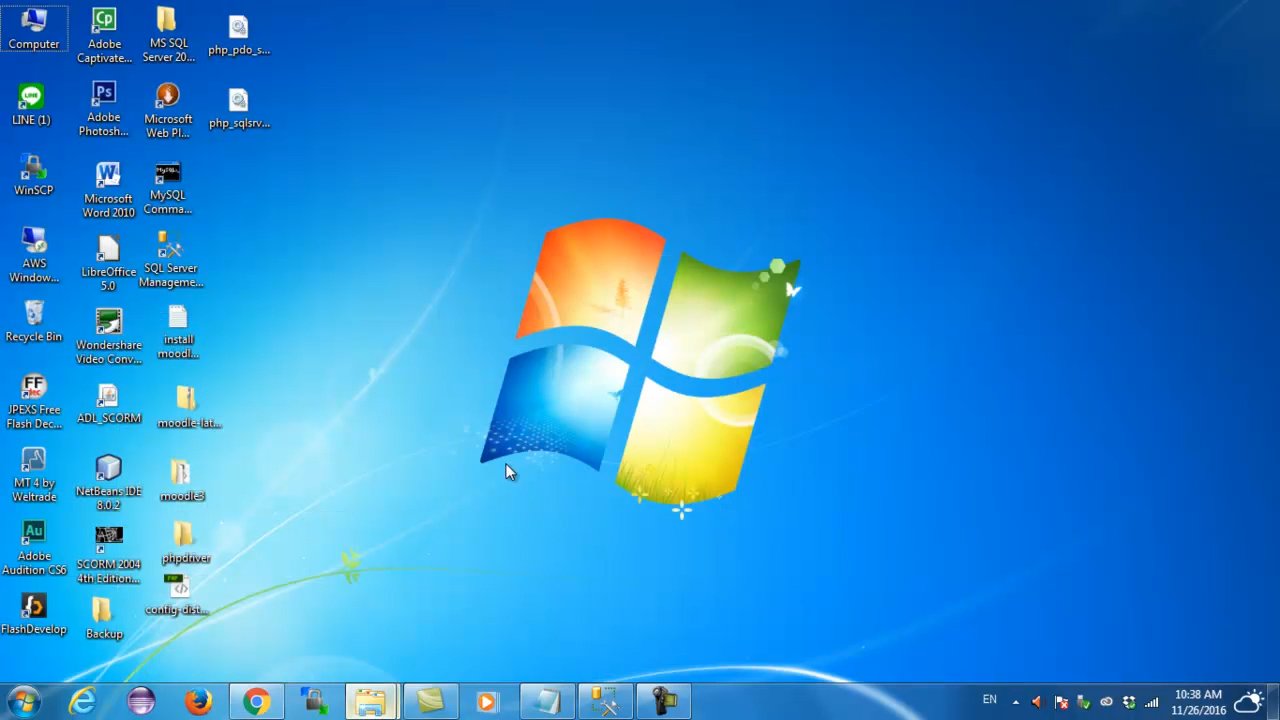 Computer
LINE (1)
WinSCP
AWS
Window...
Recycle Bin
JPEXS Free
Flash Dec...
MT 4 by
Weltrade
Adobe
Audition CS6
FlashDevelop
Adobe
Captivate...
Adobe
Photosh...
Microsoft
Word 2010
LibreOffice
5.0
Wondershare
Video Conv...
ADL_SCORM
NetBeans IDE
8.0.2
SCORM 2004
4th Edition...
Backup
MS SQL
Server 20...
Microsoft
Web Pl...
MySQL
Comma...
SQL Server
Manageme...
install
moodl...
moodle-lat...
moodle3
phpdriver
config-dist...
php_pdo_s...
php_sqlsrv...
EN
10:38 AM
11/26/2016